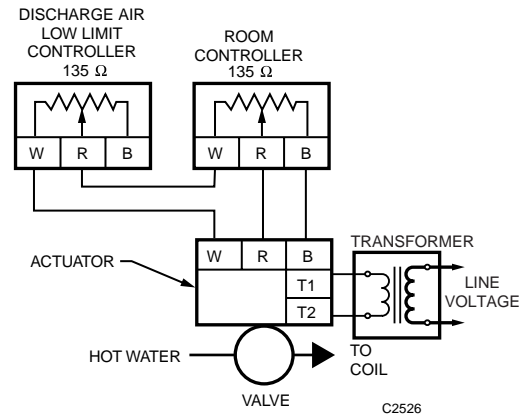 DISCHARGE AIR
LOW LIMIT
CONTROLLER
135 Ω
ROOM
CONTROLLER
135 Ω
W R B
W R B
W R B
T1
T2
ACTUATOR
TRANSFORMER
LINE
VOLTAGE
HOT WATER
TO
COIL
VALVE
C2526